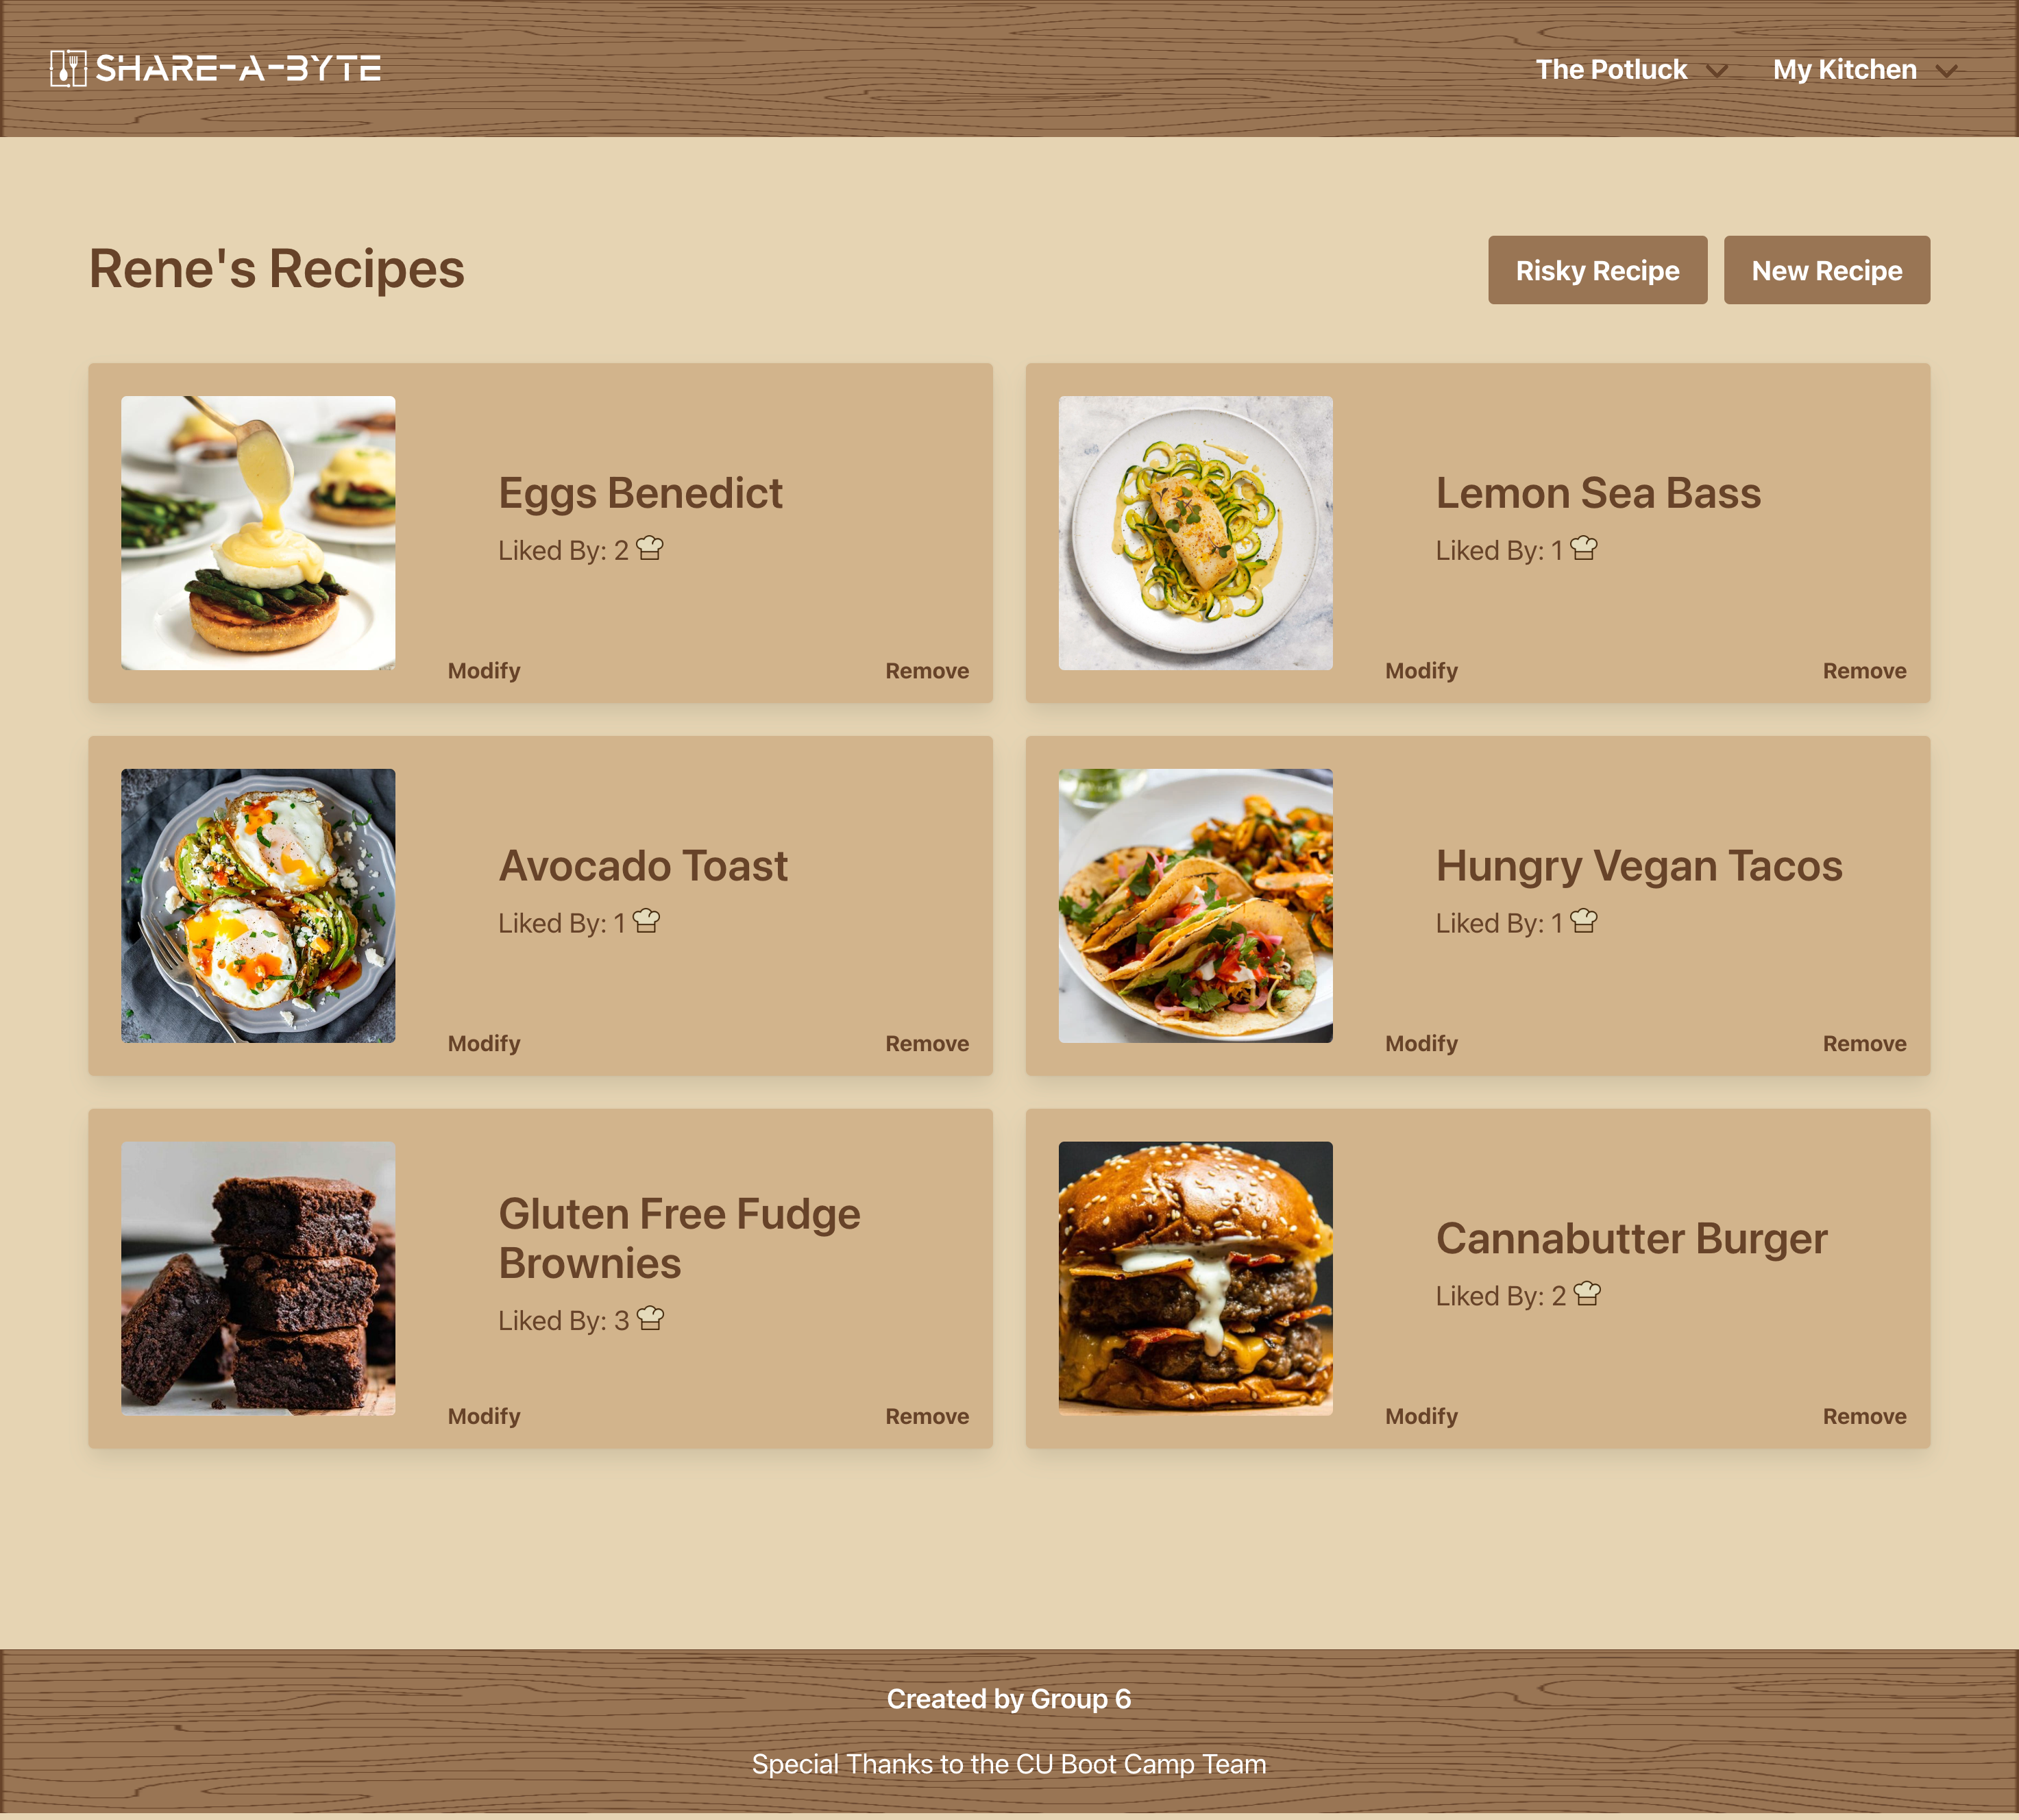 SHARE-A-BYTE
The Potluck
My Kitchen
Rene's Recipes
Risky Recipe
New Recipe
Eggs Benedict
Liked By: 2
Modify
Remove
Lemon Sea Bass
Liked By: 1
Modify
Remove
Avocado Toast
Liked By: 1
Modify
Remove
Hungry Vegan Tacos
Liked By: 1
Modify
Remove
Gluten Free Fudge
Brownies
Liked By: 3
Modify
Remove
Cannabutter Burger
Liked By: 2
Modify
Remove
Created by Group 6
Special Thanks to the CU Boot Camp Team